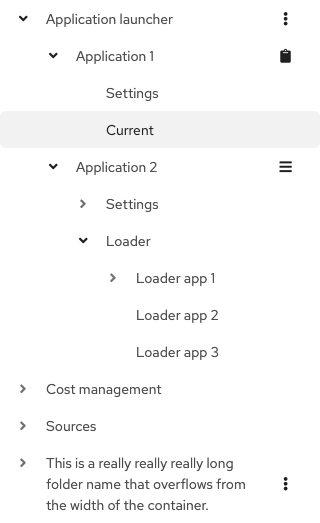 Application launcher
Application 1
Settings
Current
Application 2
Settings
Loader
Loader app 1
Loader app 2
Loader app 3
Cost management
Sources
This is a really really really long
folder name that overflows from
the width of the container.